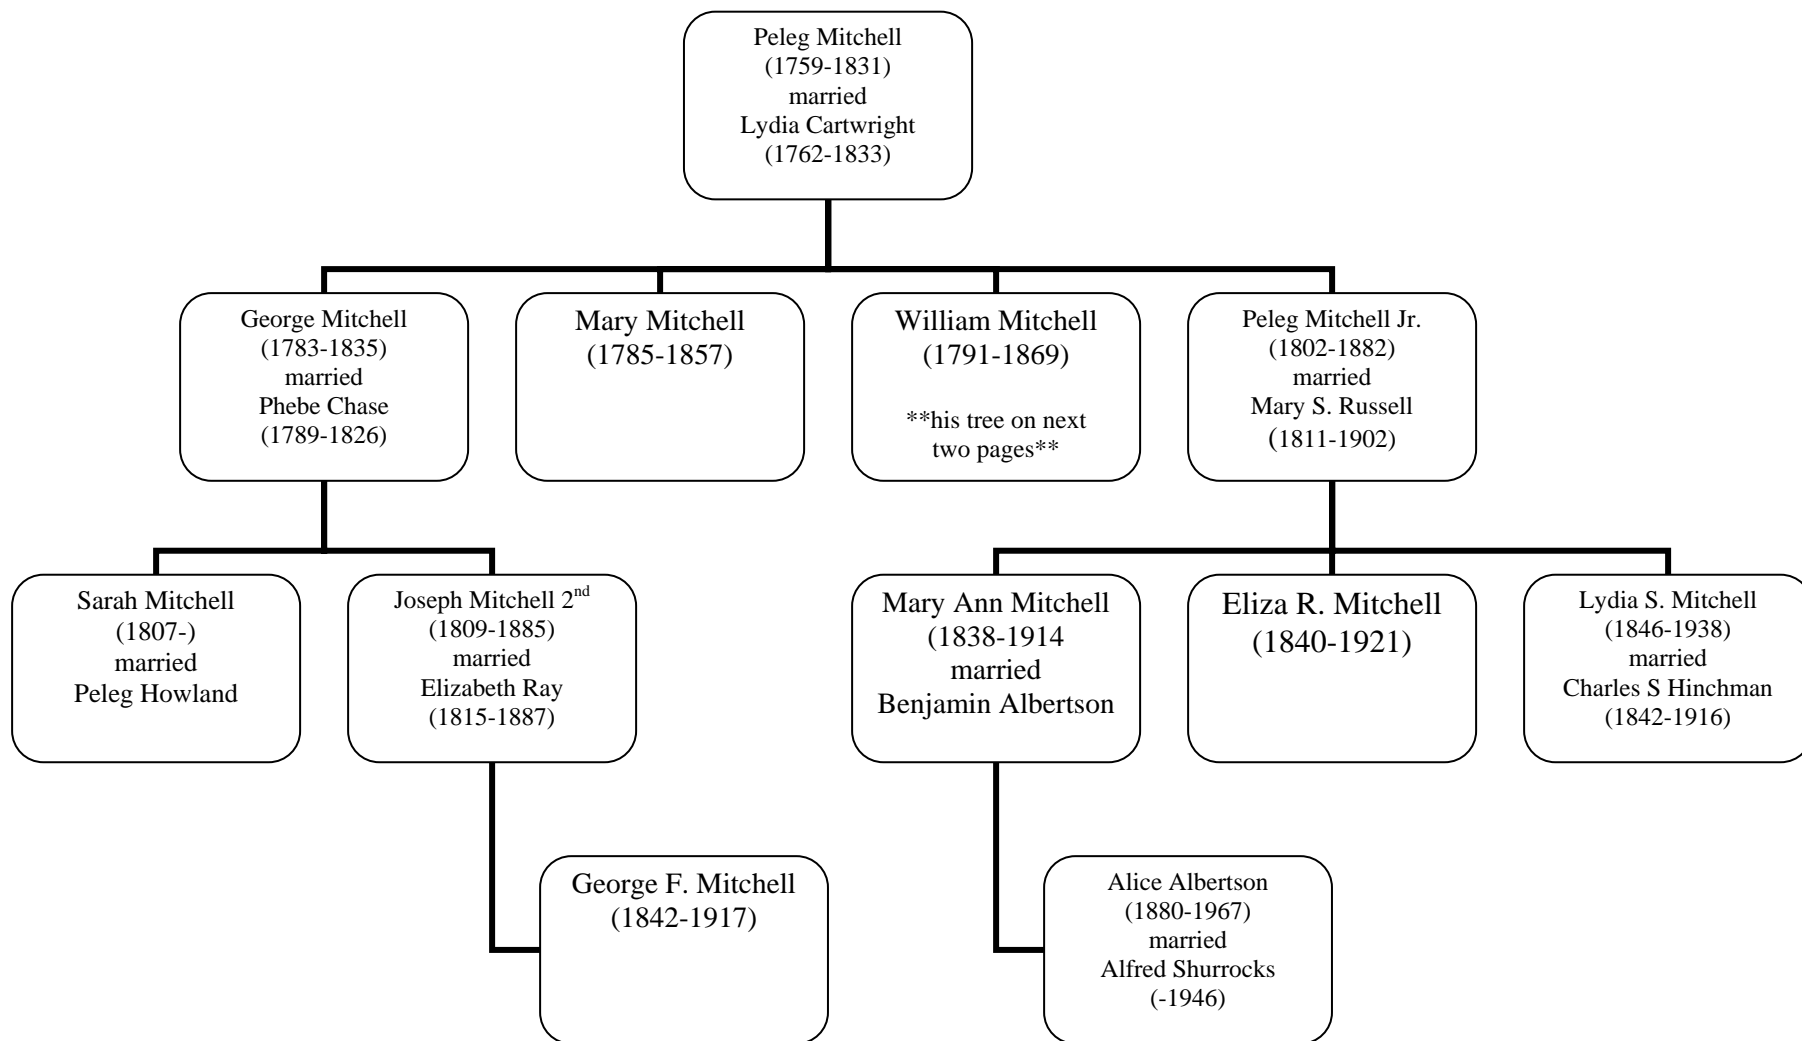 Peleg Mitchell
(1759-1831)
married
Lydia Cartwright
(1762-1833)
George Mitchell
(1783-1835)
married
Phebe Chase
(1789-1826)
Mary Mitchell
(1785-1857)
William Mitchell
(1791-1869)
**his tree on next
two pages**
Peleg Mitchell Jr.
(1802-1882)
married
Mary S. Russell
(1811-1902)
Sarah Mitchell
(1807-)
married
Peleg Howland
Joseph Mitchell 2nd
(1809-1885)
married
Elizabeth Ray
(1815-1887)
Mary Ann Mitchell
(1838-1914
married
Benjamin Albertson
Eliza R. Mitchell
(1840-1921)
Lydia S. Mitchell
(1846-1938)
married
Charles S Hinchman
(1842-1916)
George F. Mitchell
(1842-1917)
Alice Albertson
(1880-1967)
married
Alfred Shurrocks
(-1946)